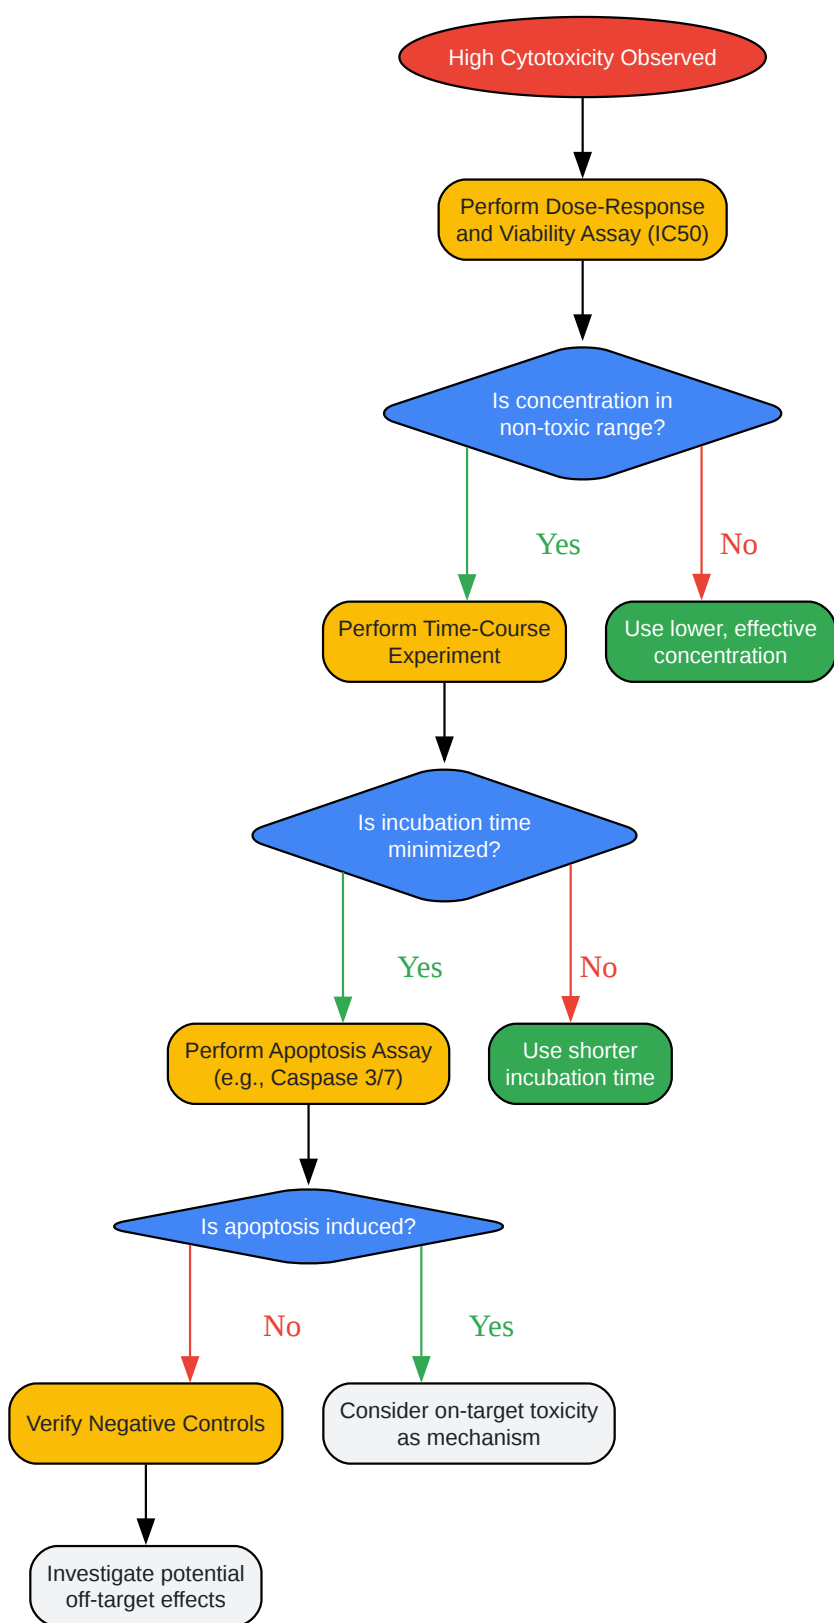 High Cytotoxicity Observed
Perform Dose-Response
and Viability Assay (IC50)
Is concentration in
non-toxic range?
Yes
No
Perform Time-Course
Experiment
Use lower, effective
concentration
Is incubation time
minimized?
Yes
No
Perform Apoptosis Assay
(e.g., Caspase 3/7)
Use shorter
incubation time
Is apoptosis induced?
No
Yes
Verify Negative Controls
Consider on-target toxicity
as mechanism
Investigate potential
off-target effects